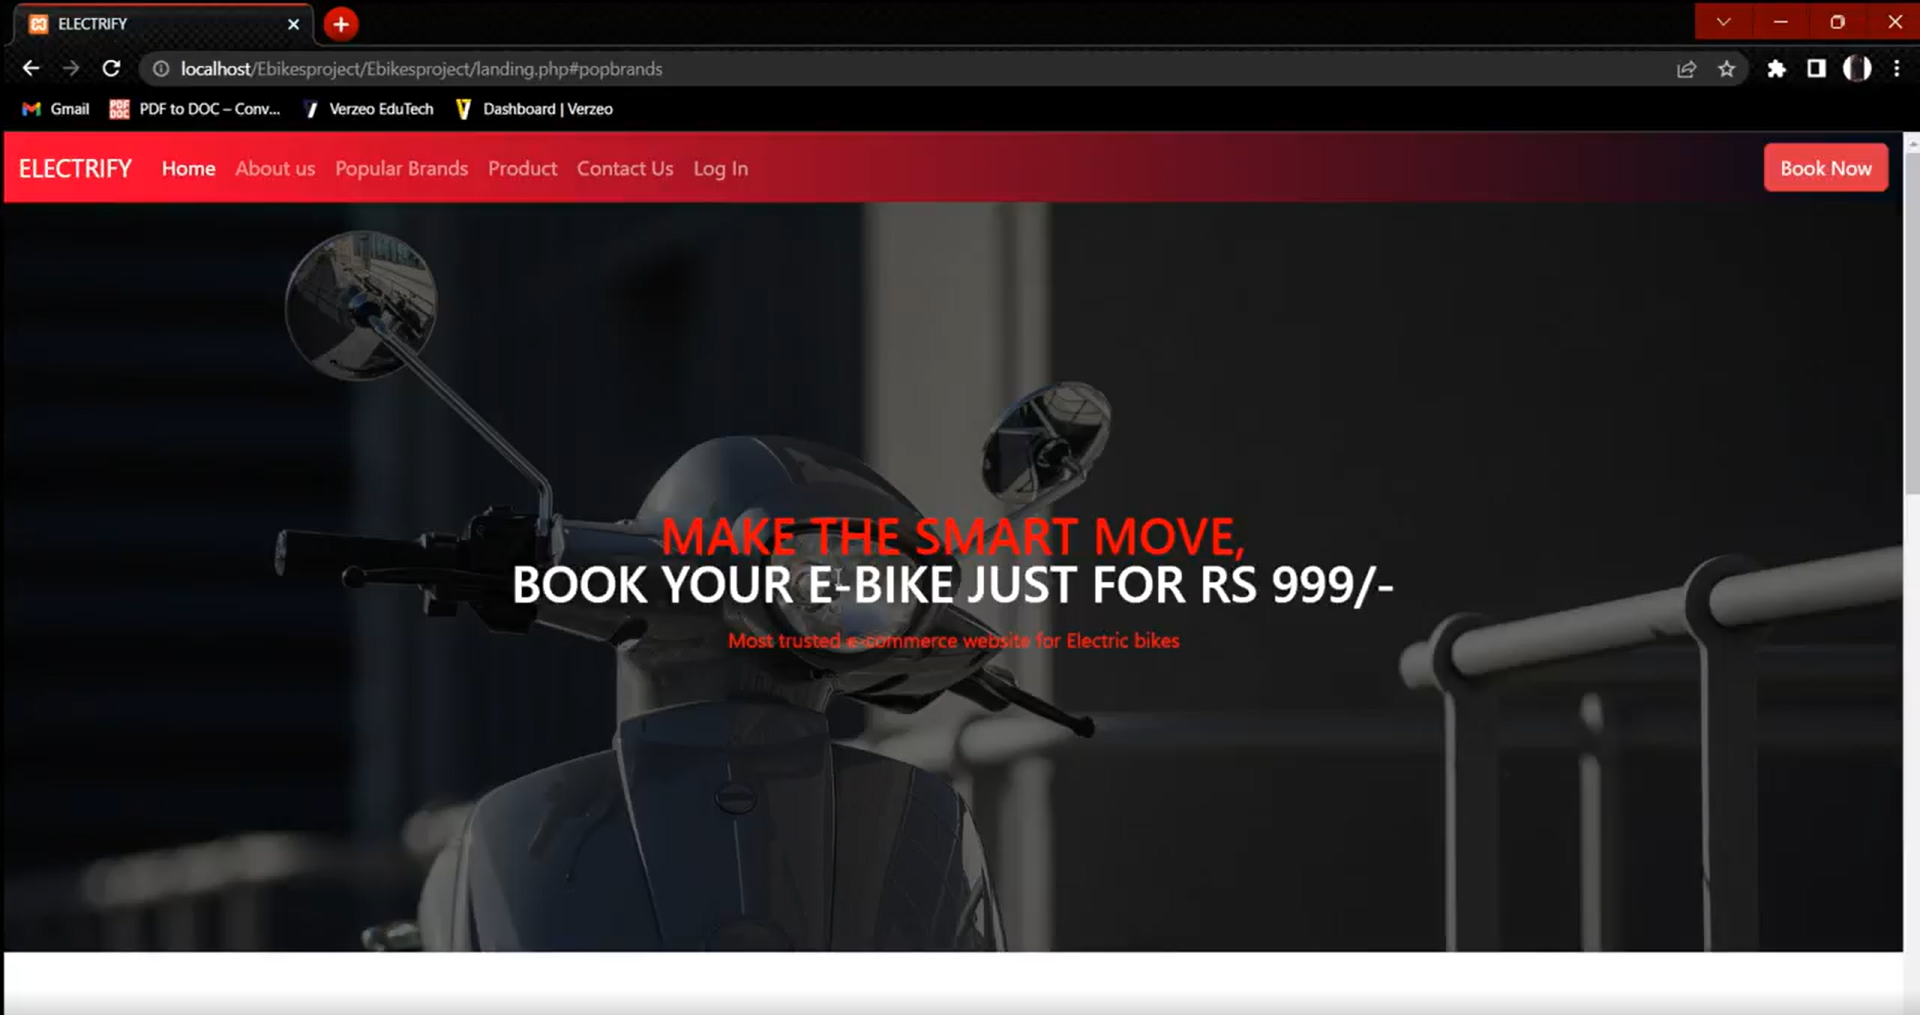 ELECTRIFY
localhost/Ebikesproject/Ebikesproject/landing.php#popbrands
Gmail
PDF to DOC – Conv...
Verzeo EduTech
Dashboard | Verzeo
ELECTRIFY Home About us Popular Brands Product Contact Us Log In Book Now
MAKE THE SMART MOVE,
BOOK YOUR E-BIKE JUST FOR RS 999/-
Most trusted e-commerce website for Electric bikes